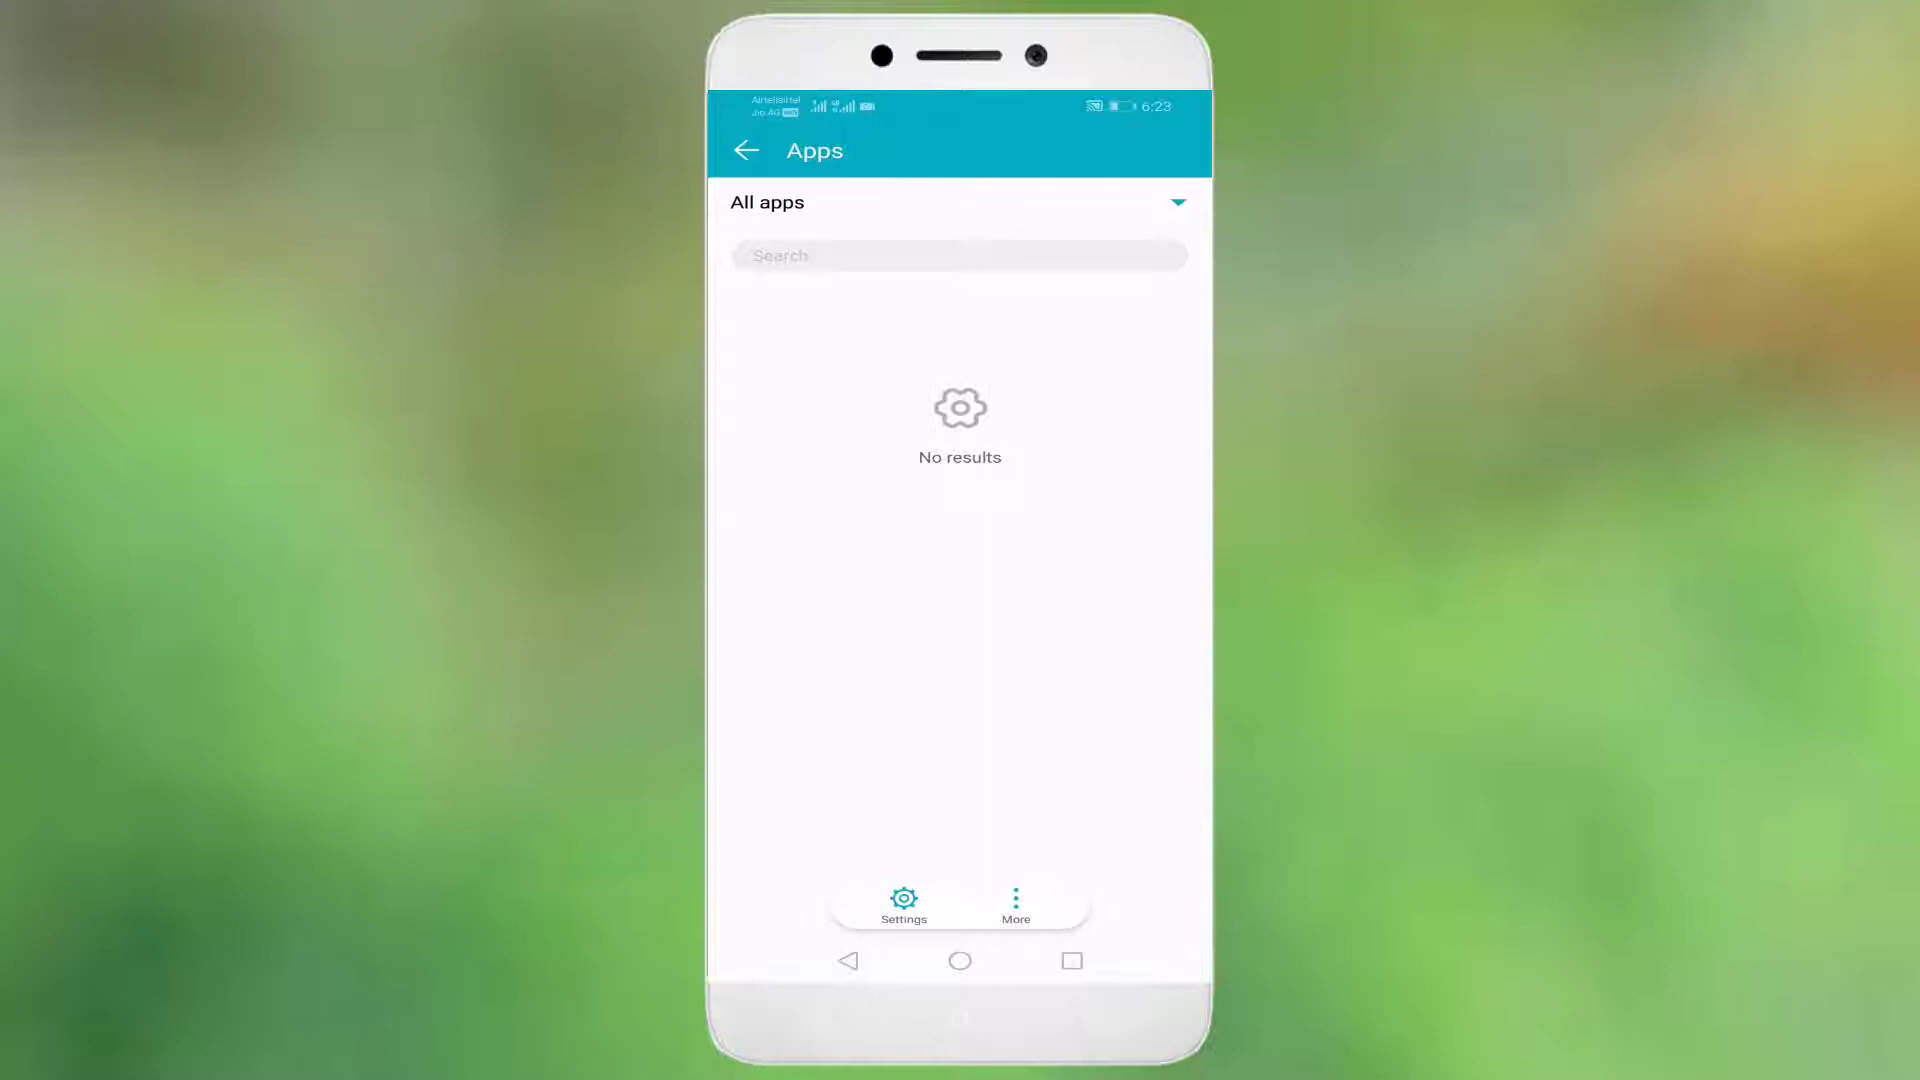 6:23
Apps
All apps
Search
No results
Settings
More